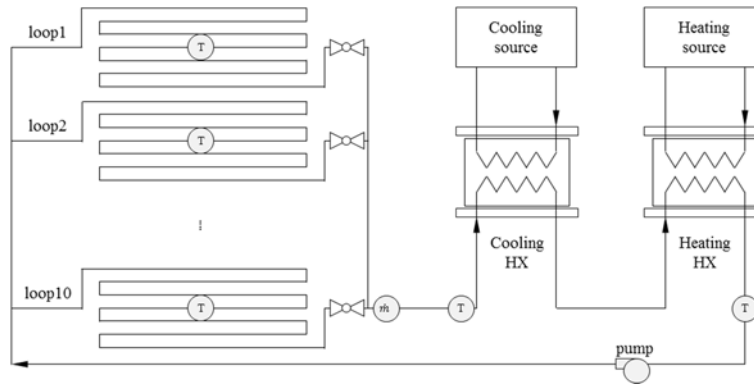 loop1
T
Cooling
source
Heating
source
loop2
T
Cooling
HX
Heating
HX
loop10
T
ṁ
T
T
pump